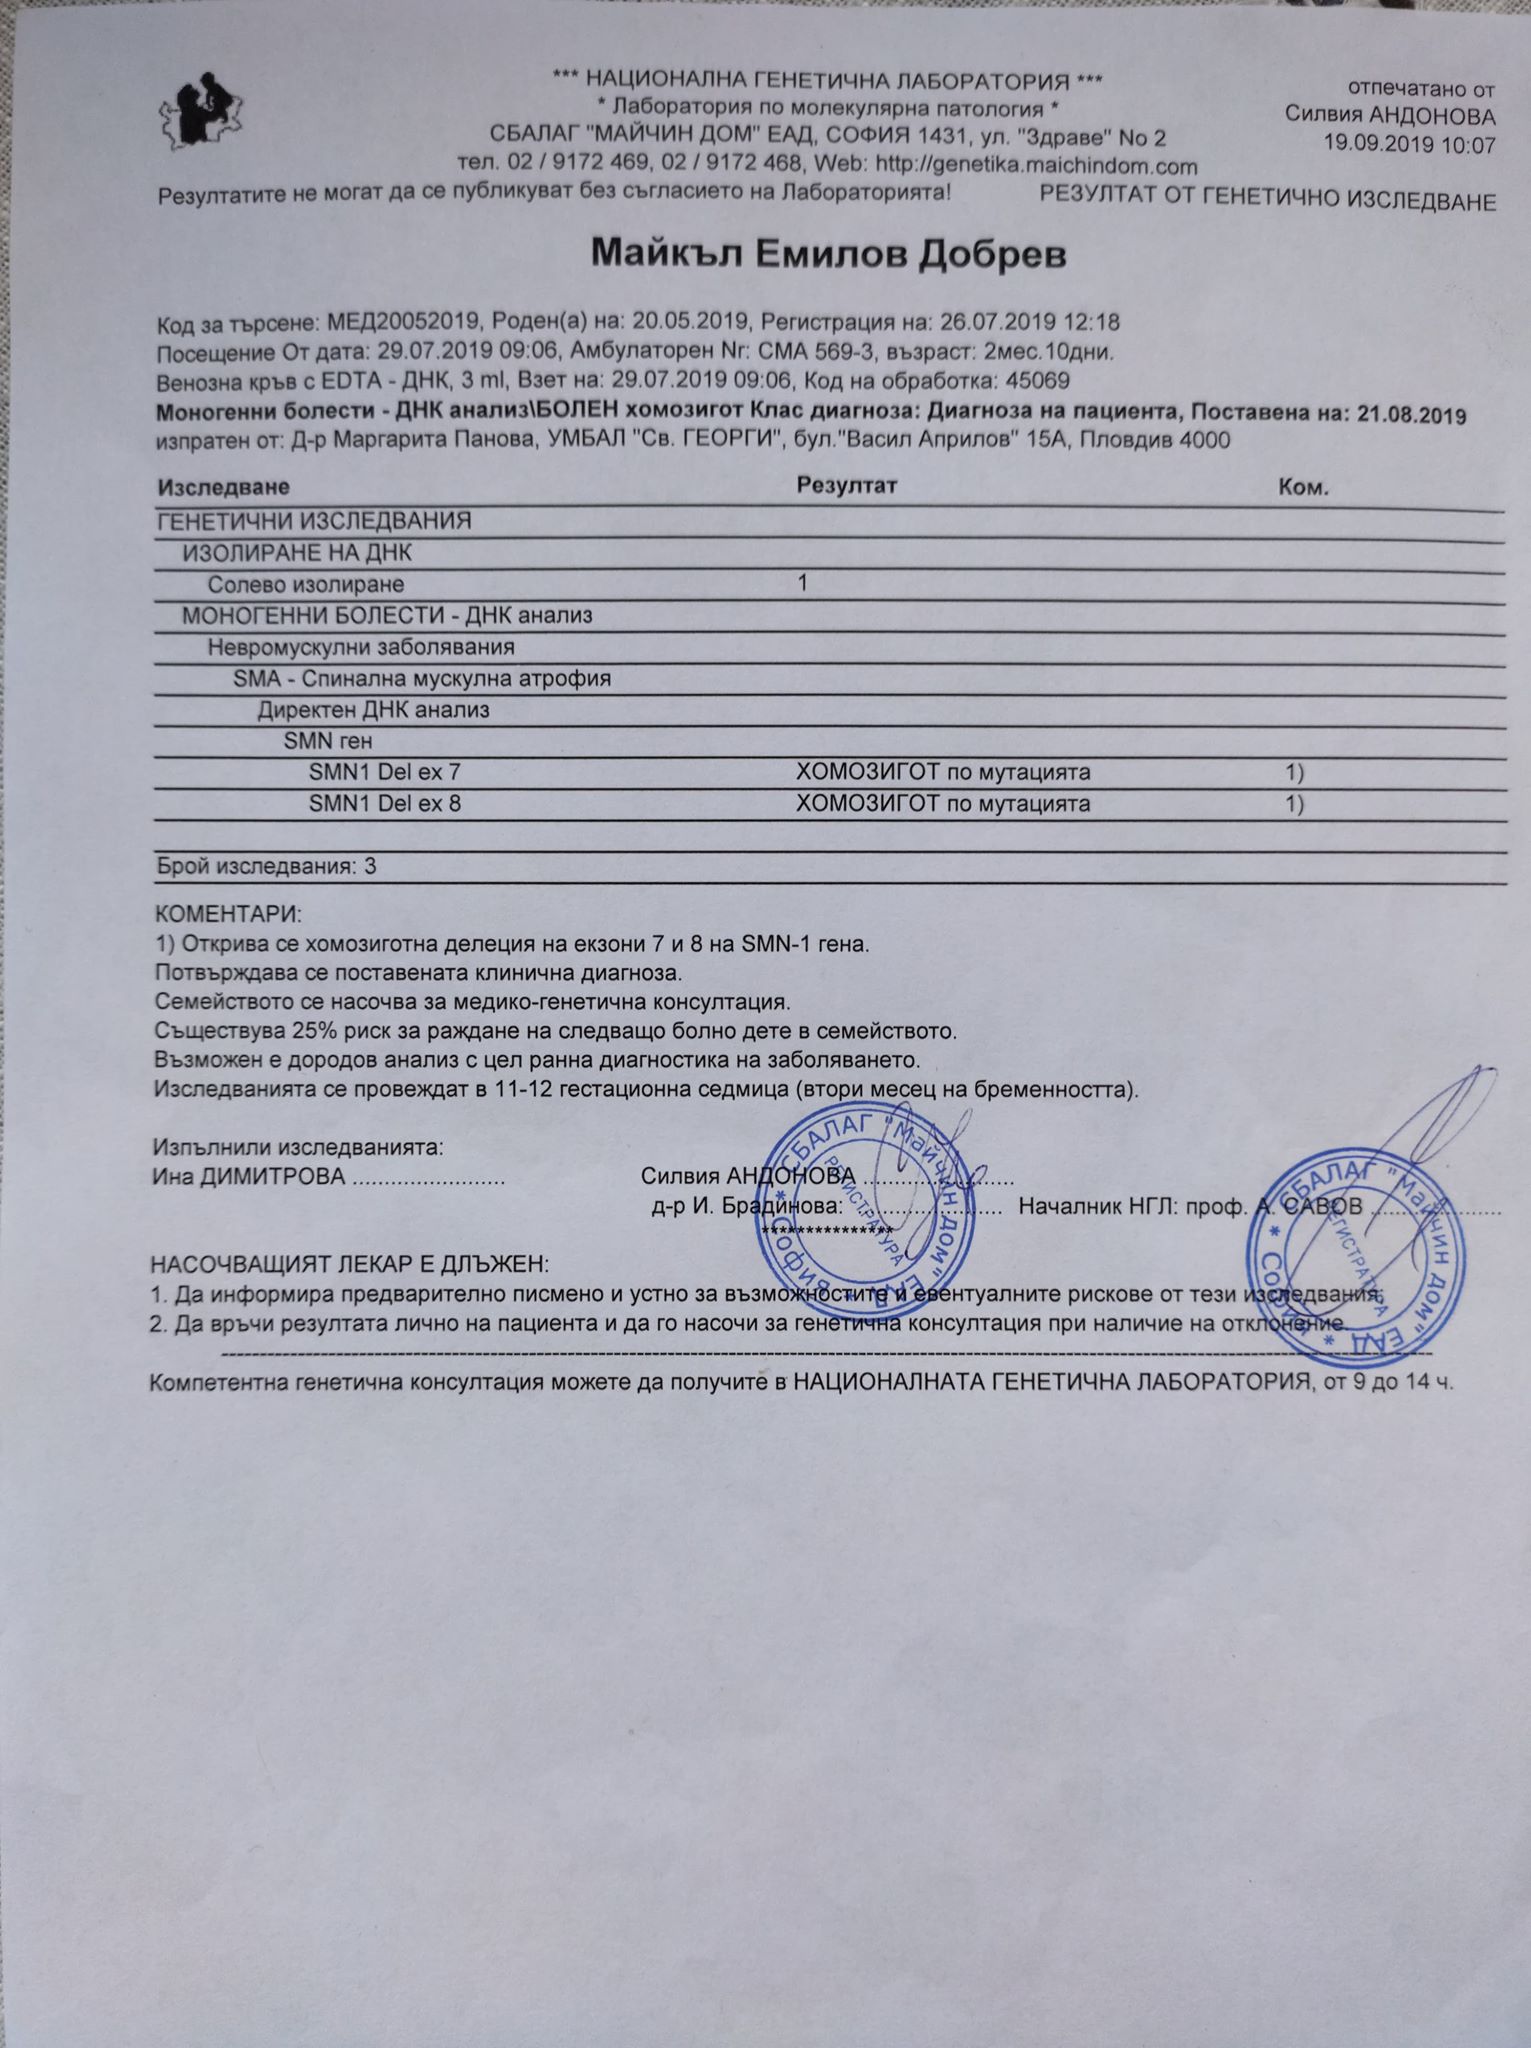 *** НАЦИОНАЛНА ГЕНЕТИЧНА ЛАБОРАТОРИЯ ***
* Лаборатория по молекулярна патология *
СБАЛАГ "МАЙЧИН ДОМ" ЕАД, СОФИЯ 1431, ул. "Здраве" No 2
тел. 02 / 9172 469, 02 / 9172 468, Web: http://genetika.maichindom.com
отпечатано от
Силвия АНДОНОВА
19.09.2019 10:07
Резултатите не могат да се публикуват без съгласието на Лабораторията! РЕЗУЛТАТ ОТ ГЕНЕТИЧНО ИЗСЛЕДВАНЕ
Майкъл Емилов Добрев
Код за търсене: МЕД20052019, Роден(а) на: 20.05.2019, Регистрация на: 26.07.2019 12:18
Посещение От дата: 29.07.2019 09:06, Амбулаторен Nr: СМА 569-3, възраст: 2мес.10дни.
Венозна кръв с EDTA - ДНК, 3 ml, Взет на: 29.07.2019 09:06, Код на обработка: 45069
Моногенни болести - ДНК анализ\БОЛЕН хомозигот Клас диагноза: Диагноза на пациента, Поставена на: 21.08.2019
изпратен от: Д-р Маргарита Панова, УМБАЛ "Св. ГЕОРГИ", бул."Васил Априлов" 15А, Пловдив 4000
Изследване Резултат Ком.
ГЕНЕТИЧНИ ИЗСЛЕДВАНИЯ
ИЗОЛИРАНЕ НА ДНК
Солево изолиране 1
МОНОГЕННИ БОЛЕСТИ - ДНК анализ
Невромускулни заболявания
SMA - Спинална мускулна атрофия
Директен ДНК анализ
SMN ген
SMN1 Del ex 7 ХОМОЗИГОТ по мутацията 1)
SMN1 Del ex 8 ХОМОЗИГОТ по мутацията 1)
Брой изследвания: 3
КОМЕНТАРИ:
1) Открива се хомозиготна делеция на екзони 7 и 8 на SMN-1 гена.
Потвърждава се поставената клинична диагноза.
Семейството се насочва за медико-генетична консултация.
Съществува 25% риск за раждане на следващо болно дете в семейството.
Възможен е дородов анализ с цел ранна диагностика на заболяването.
Изследванията се провеждат в 11-12 гестационна седмица (втори месец на бременността).
Изпълнили изследванията:
Ина ДИМИТРОВА ........................ Силвия АНДОНОВА ........................
д-р И. Брадинова: ........................ Началник НГЛ: проф. А. САВОВ ....................
****************
СБАЛАГ "Майчин дом" ЕАД * София *
РЕГИСТРАТУРА
СБАЛАГ "Майчин дом" ЕАД * София *
РЕГИСТРАТУРА
НАСОЧВАЩИЯТ ЛЕКАР Е ДЛЪЖЕН:
1. Да информира предварително писмено и устно за възможностите и евентуалните рискове от тези изследвания.
2. Да връчи резултата лично на пациента и да го насочи за генетична консултация при наличие на отклонение.
Компетентна генетична консултация можете да получите в НАЦИОНАЛНАТА ГЕНЕТИЧНА ЛАБОРАТОРИЯ, от 9 до 14 ч.